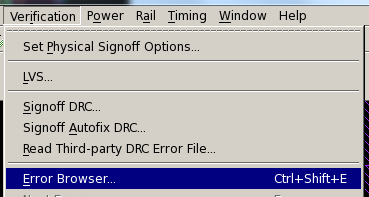 Verification Power Rail Timing Window Help
Set Physical Signoff Options...
LVS...
Signoff DRC...
Signoff Autofix DRC...
Read Third-party DRC Error File...
Error Browser... Ctrl+Shift+E